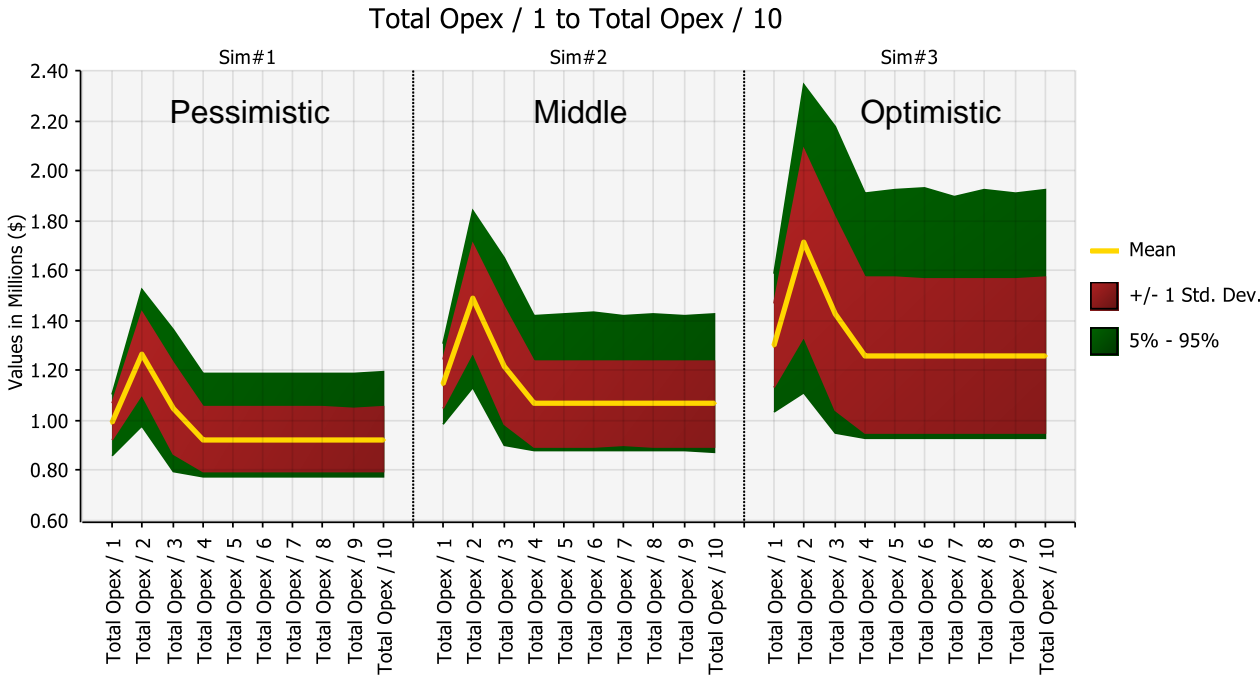 Total Opex / 1 to Total Opex / 10
Sim#1
Sim#2
Sim#3
Pessimistic
Middle
Optimistic
Values in Millions ($)
2.40
2.20
2.00
1.80
1.60
1.40
1.20
1.00
0.80
0.60
Total Opex / 1
Total Opex / 2
Total Opex / 3
Total Opex / 4
Total Opex / 5
Total Opex / 6
Total Opex / 7
Total Opex / 8
Total Opex / 9
Total Opex / 10
Total Opex / 1
Total Opex / 2
Total Opex / 3
Total Opex / 4
Total Opex / 5
Total Opex / 6
Total Opex / 7
Total Opex / 8
Total Opex / 9
Total Opex / 10
Total Opex / 1
Total Opex / 2
Total Opex / 3
Total Opex / 4
Total Opex / 5
Total Opex / 6
Total Opex / 7
Total Opex / 8
Total Opex / 9
Total Opex / 10
Mean
+/- 1 Std. Dev.
5% - 95%